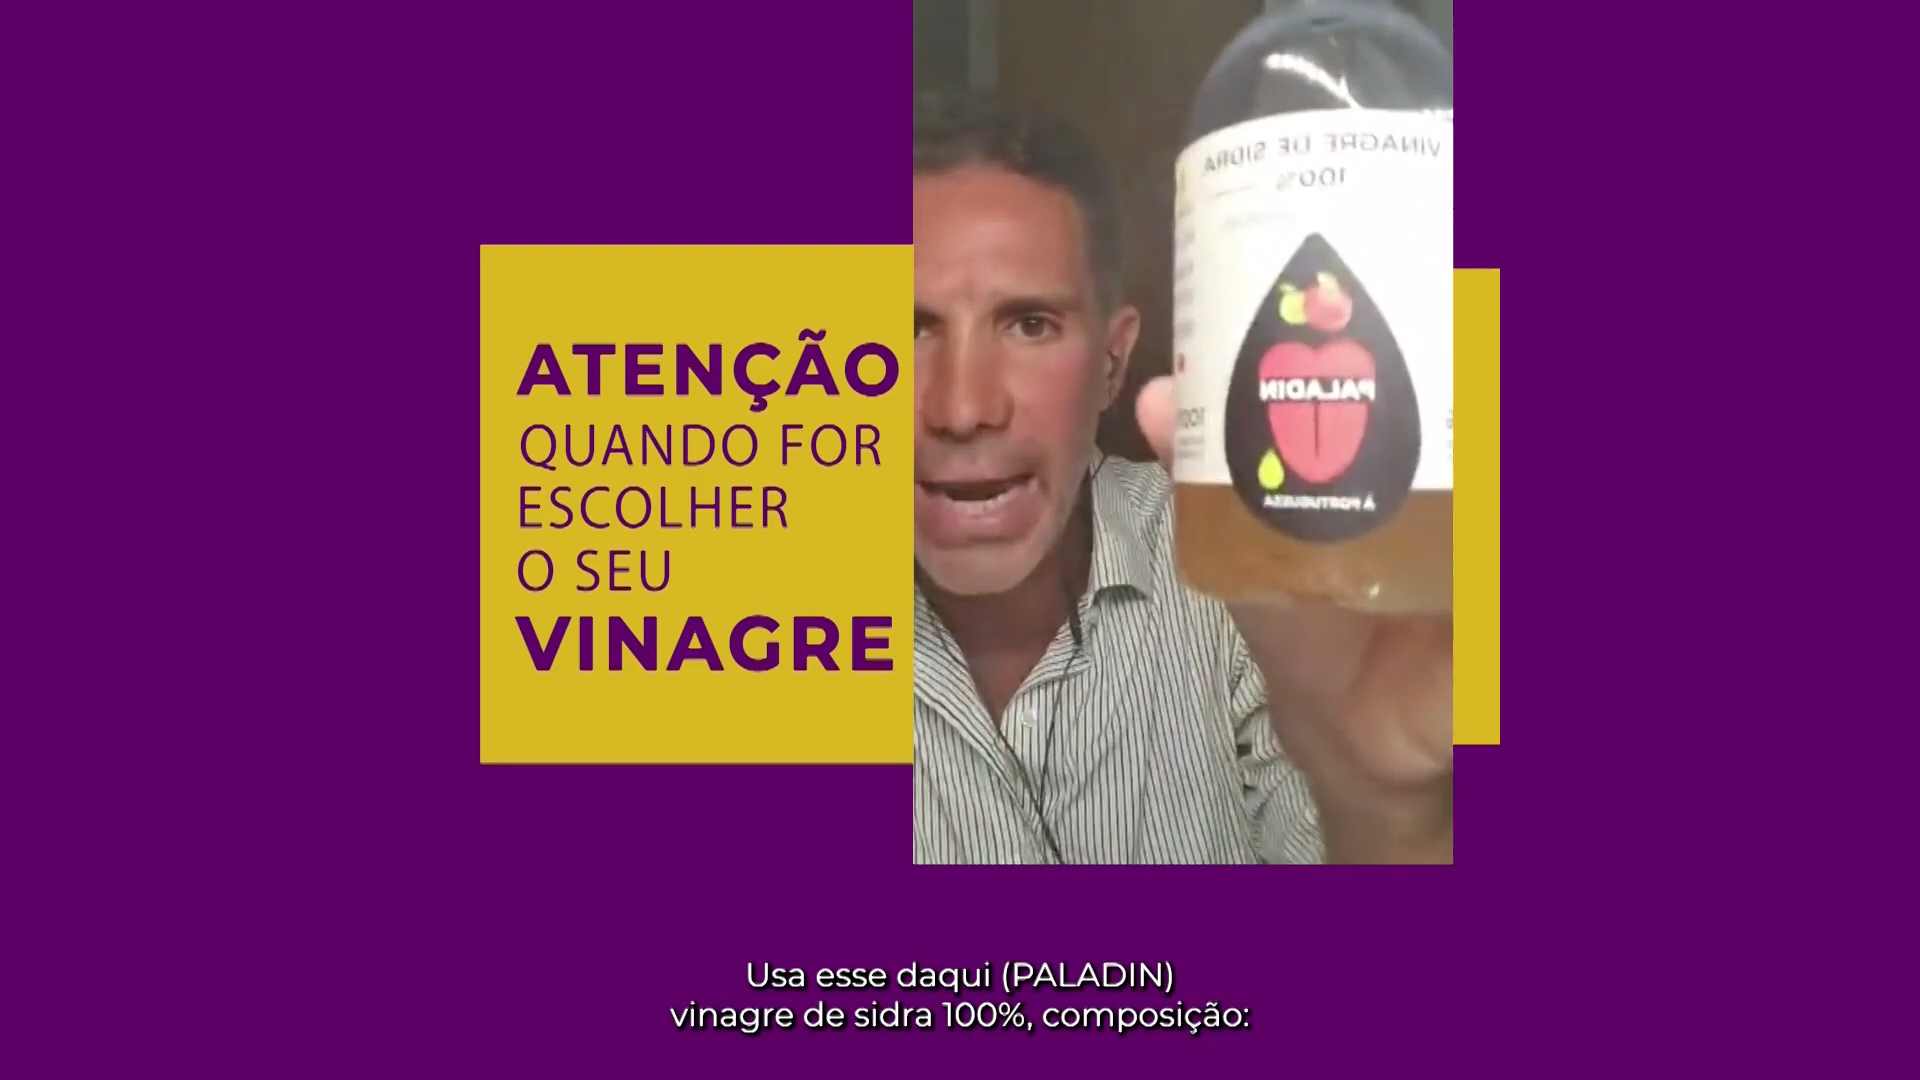 ATENÇÃO
QUANDO FOR
ESCOLHER
O SEU
VINAGRE
VINAGRE DE SIDRA
100%
PALADIN
À PORTUGUESA
Usa esse daqui (PALADIN)
vinagre de sidra 100%, composição: